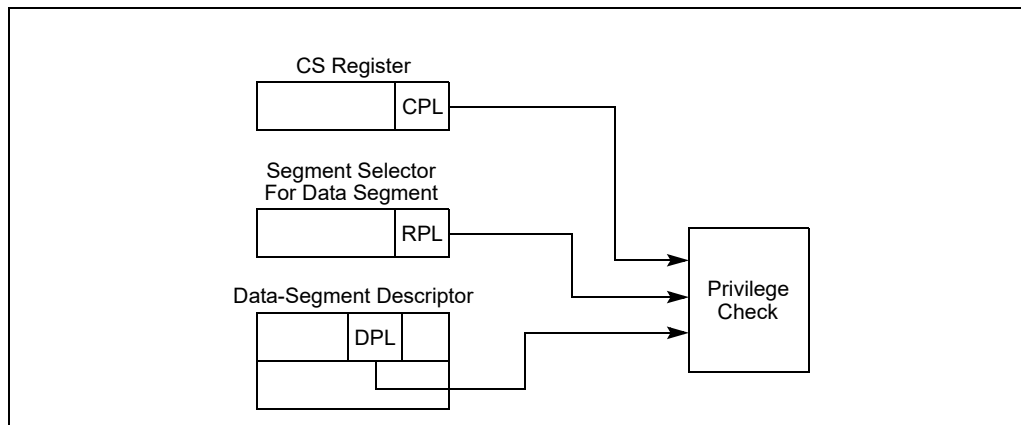 CS Register
CPL
Segment Selector
For Data Segment
RPL
Data-Segment Descriptor
DPL
Privilege
Check